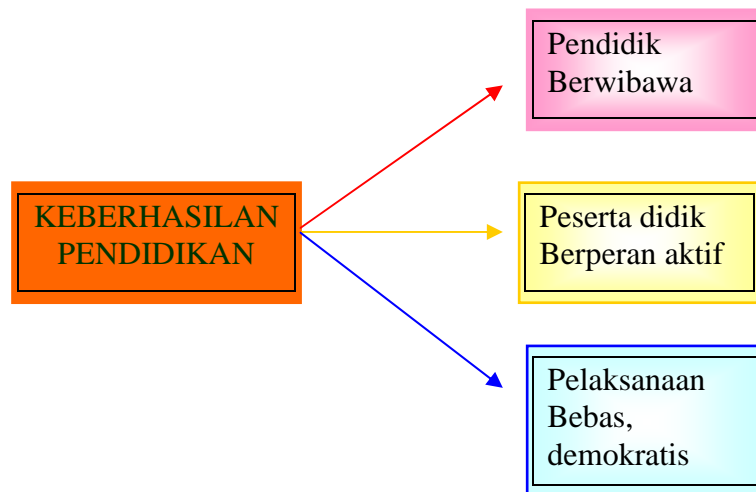 Pendidik
Berwibawa
KEBERHASILAN
PENDIDIKAN
Peserta didik
Berperan aktif
Pelaksanaan
Bebas,
demokratis